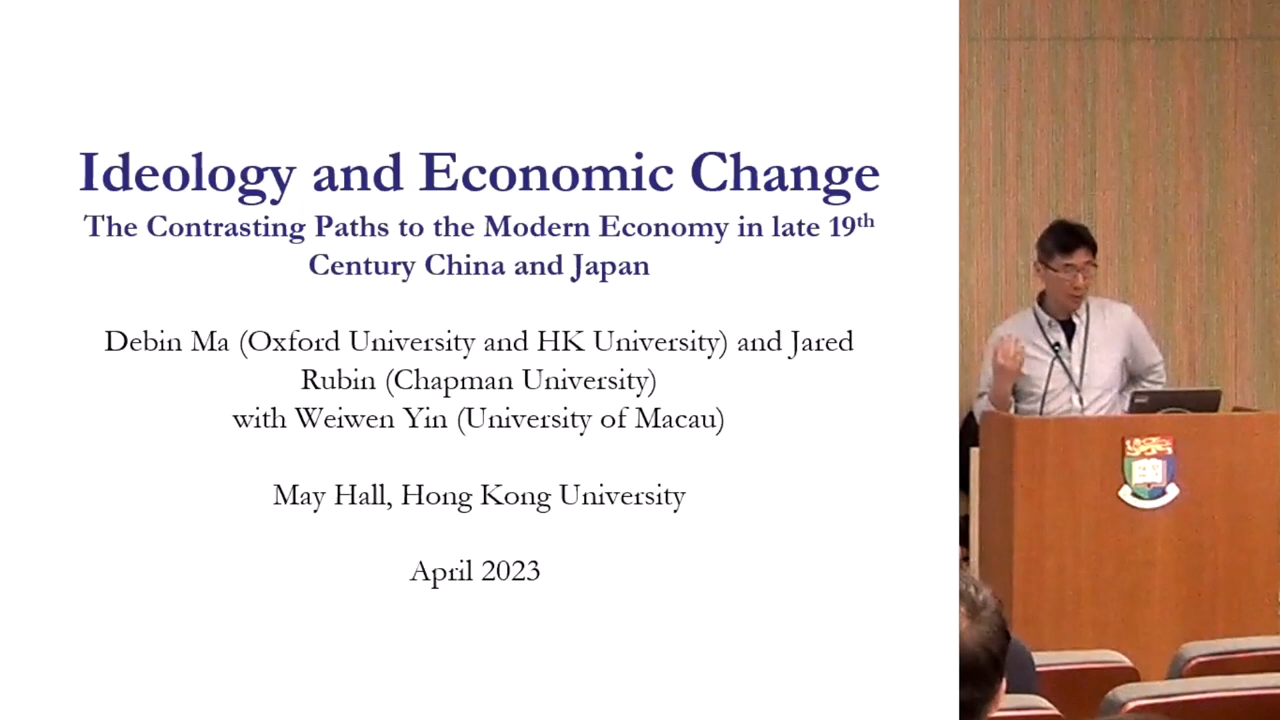 Ideology and Economic Change
The Contrasting Paths to the Modern Economy in late 19th
Century China and Japan
Debin Ma (Oxford University and HK University) and Jared
Rubin (Chapman University)
with Weiwen Yin (University of Macau)
May Hall, Hong Kong University
April 2023